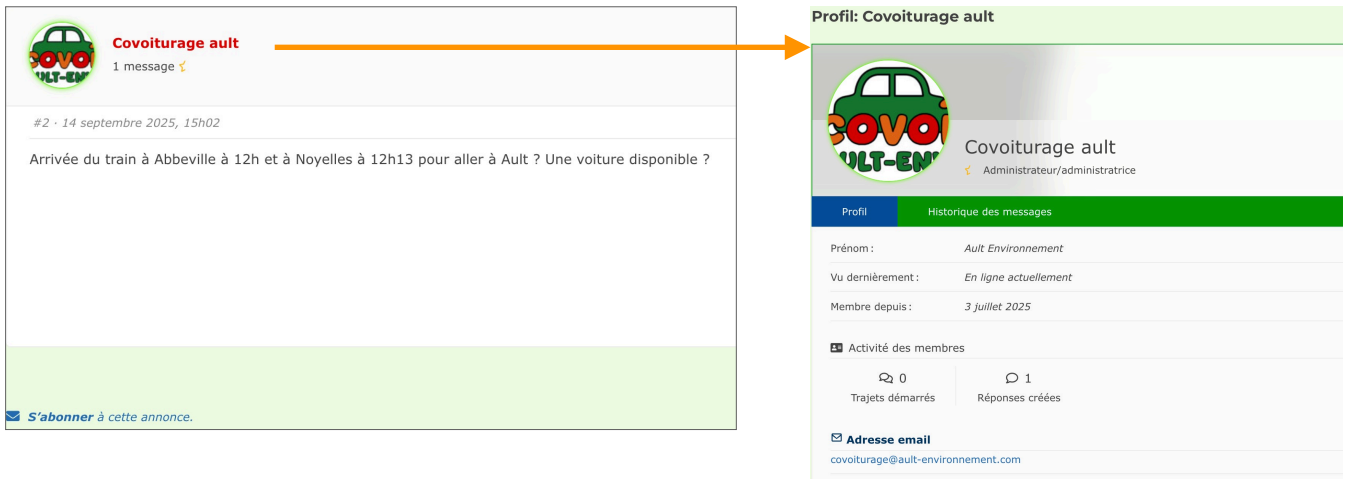 Covoiturage ault
1 message
#2 · 14 septembre 2025, 15h02
Arrivée du train à Abbeville à 12h et à Noyelles à 12h13 pour aller à Ault ? Une voiture disponible ?
S'abonner à cette annonce.
Profil: Covoiturage ault
Covoiturage ault
Administrateur/administratrice
Profil Historique des messages
Prénom : Ault Environnement
Vu dernièrement : En ligne actuellement
Membre depuis : 3 juillet 2025
Activité des membres
0 1
Trajets démarrés Réponses créées
Adresse email
covoiturage@ault-environnement.com